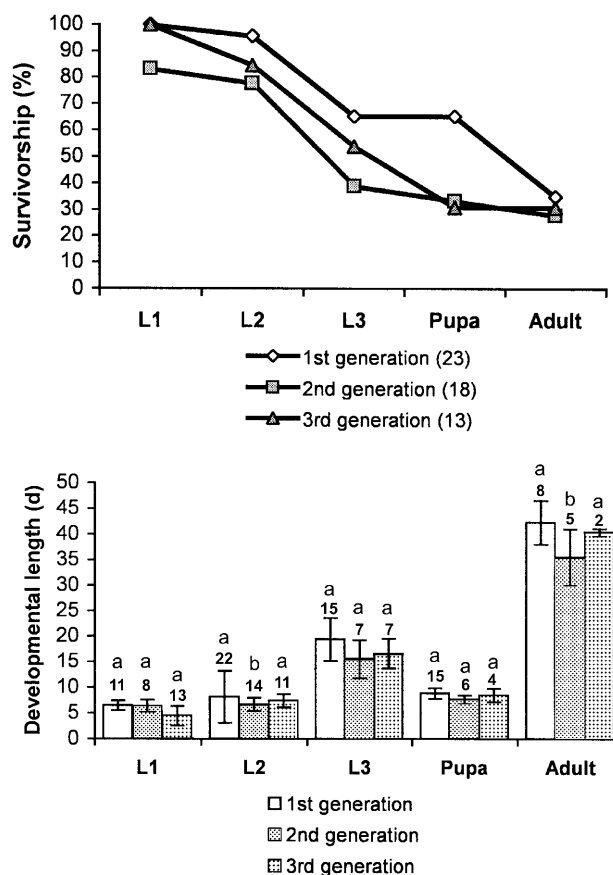 Survivorship (%)
100
90
80
70
60
50
40
30
20
10
0
L1 L2 L3 Pupa Adult
1st generation (23)
2nd generation (18)
3rd generation (13)
Developmental length (d)
50
45
40
35
30
25
20
15
10
5
0
a a a
11 8 13
a b a
22 14 11
a a a
15 7 7
a a a
15 6 4
a b a
8 5 2
L1 L2 L3 Pupa Adult
1st generation
2nd generation
3rd generation